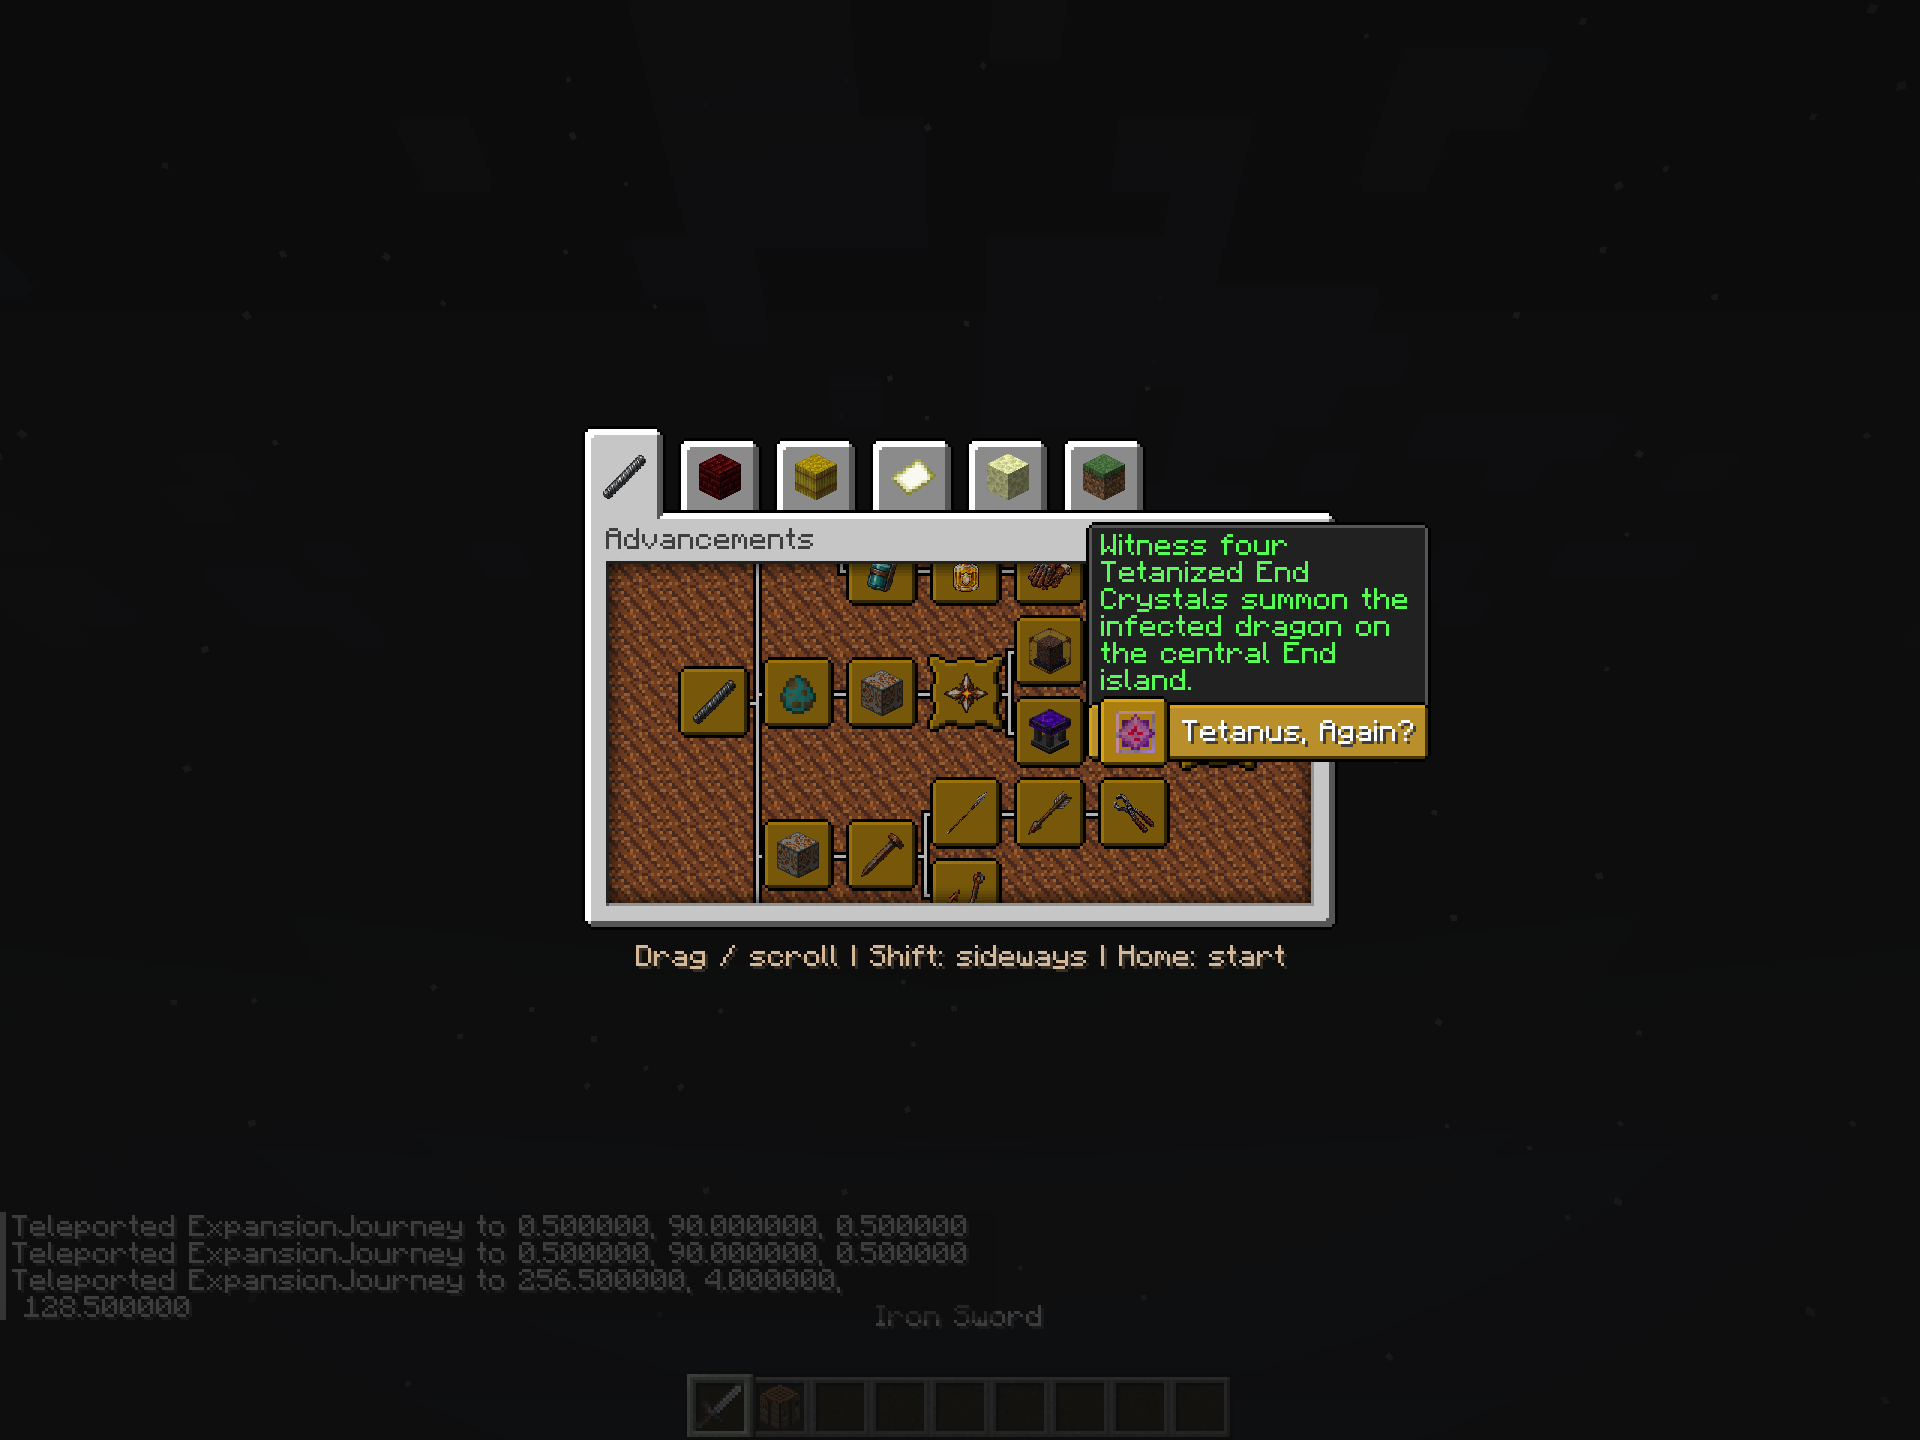 Advancements
Witness four
Tetanized End
Crystals summon the
infected dragon on
the central End
island.
Tetanus, Again?
Drag / scroll | Shift: sideways | Home: start
Teleported ExpansionJourney to 0.500000, 90.000000, 0.500000
Teleported ExpansionJourney to 0.500000, 90.000000, 0.500000
Teleported ExpansionJourney to 256.500000, 4.000000,
128.500000
Iron Sword